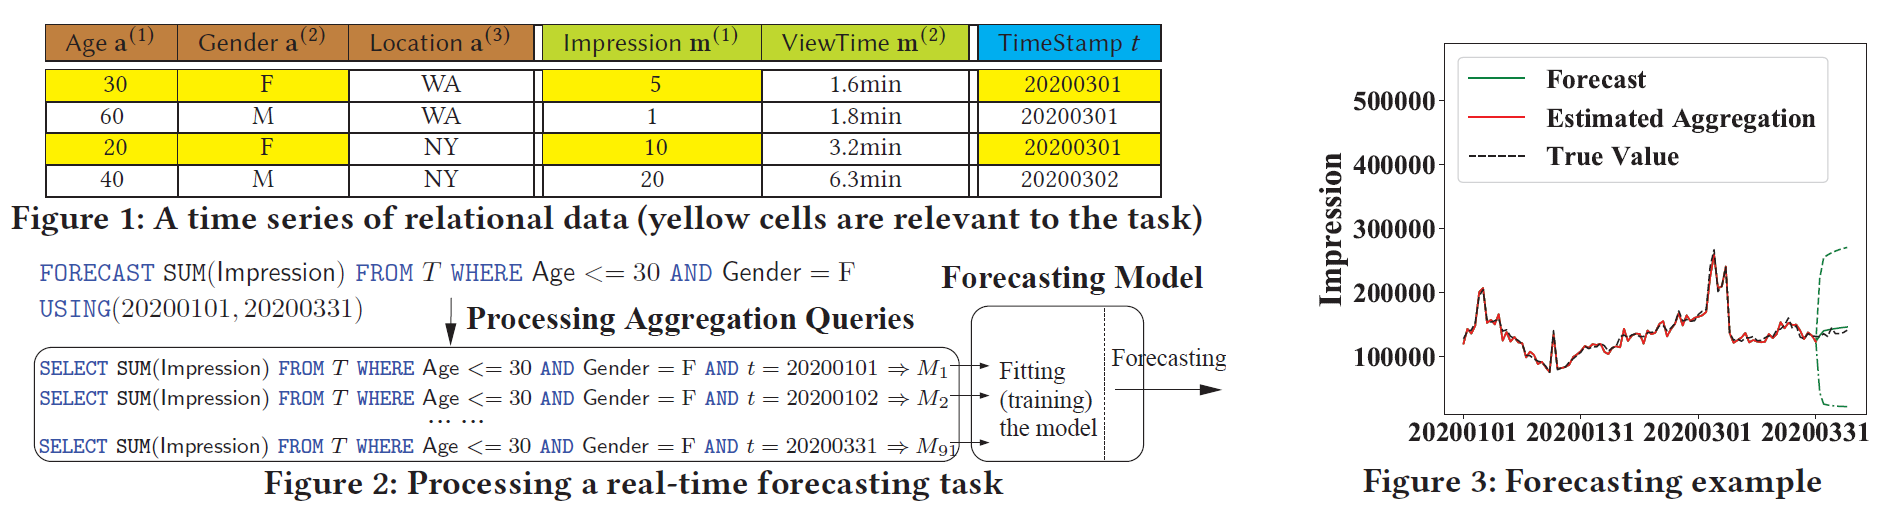 Age a(1) Gender a(2) Location a(3) Impression m(1) ViewTime m(2) TimeStamp t
30 F WA 5 1.6min 20200301
60 M WA 1 1.8min 20200301
20 F NY 10 3.2min 20200301
40 M NY 20 6.3min 20200302
Figure 1: A time series of relational data (yellow cells are relevant to the task)
FORECAST SUM(Impression) FROM T WHERE Age <= 30 AND Gender = F
USING(20200101, 20200331)
Processing Aggregation Queries
Forecasting Model
SELECT SUM(Impression) FROM T WHERE Age <= 30 AND Gender = F AND t = 20200101 ⇒ M1
SELECT SUM(Impression) FROM T WHERE Age <= 30 AND Gender = F AND t = 20200102 ⇒ M2
... ...
SELECT SUM(Impression) FROM T WHERE Age <= 30 AND Gender = F AND t = 20200331 ⇒ M91
Fitting
(training)
the model
Forecasting
Figure 2: Processing a real-time forecasting task
Forecast
Estimated Aggregation
True Value
Impression
500000
400000
300000
200000
100000
20200101 20200131 20200301 20200331
Figure 3: Forecasting example